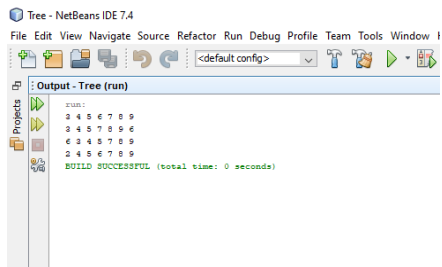 Tree - NetBeans IDE 7.4
File Edit View Navigate Source Refactor Run Debug Profile Team Tools Window
<default config>
Output - Tree (run)
Projects
run:
3 4 5 6 7 8 9
3 4 5 7 8 9 6
6 3 4 5 7 8 9
2 4 5 6 7 8 9
BUILD SUCCESSFUL (total time: 0 seconds)